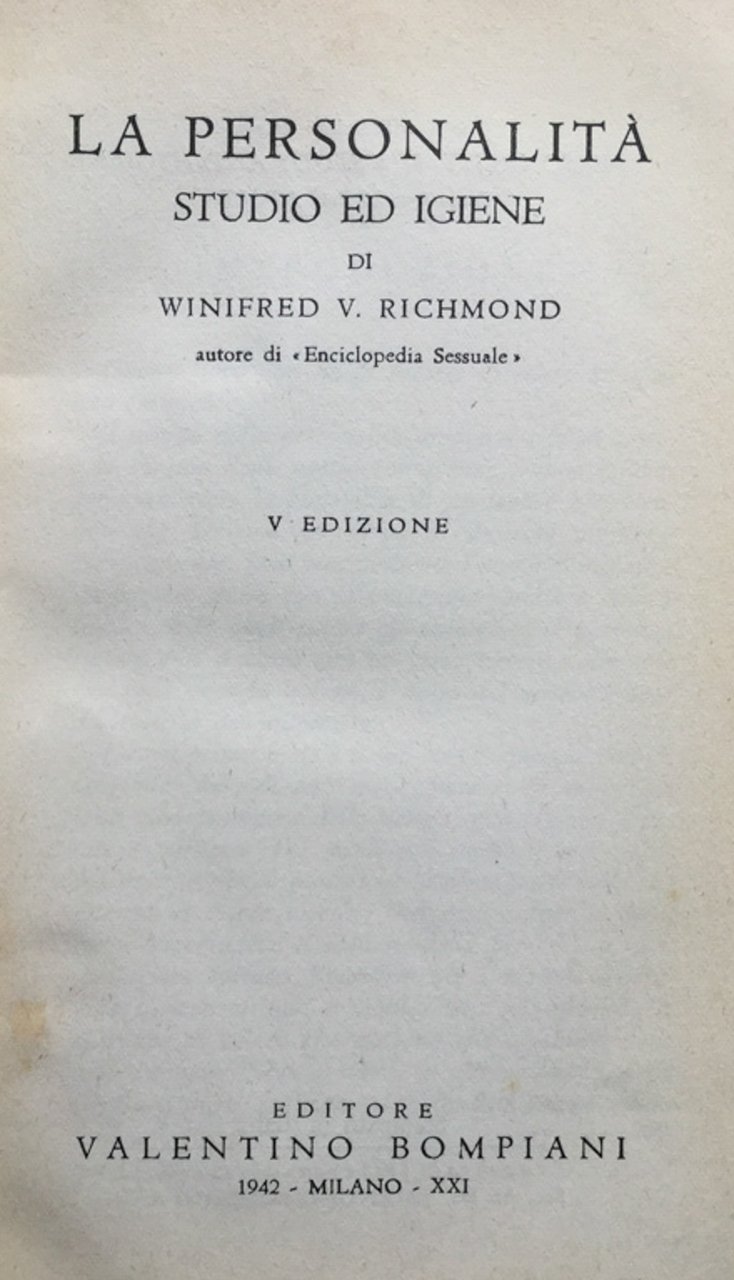 LA PERSONALITÀ
STUDIO ED IGIENE
DI
WINIFRED V. RICHMOND
autore di «Enciclopedia Sessuale»
V EDIZIONE
EDITORE
VALENTINO BOMPIANI
1942 - MILANO - XXI